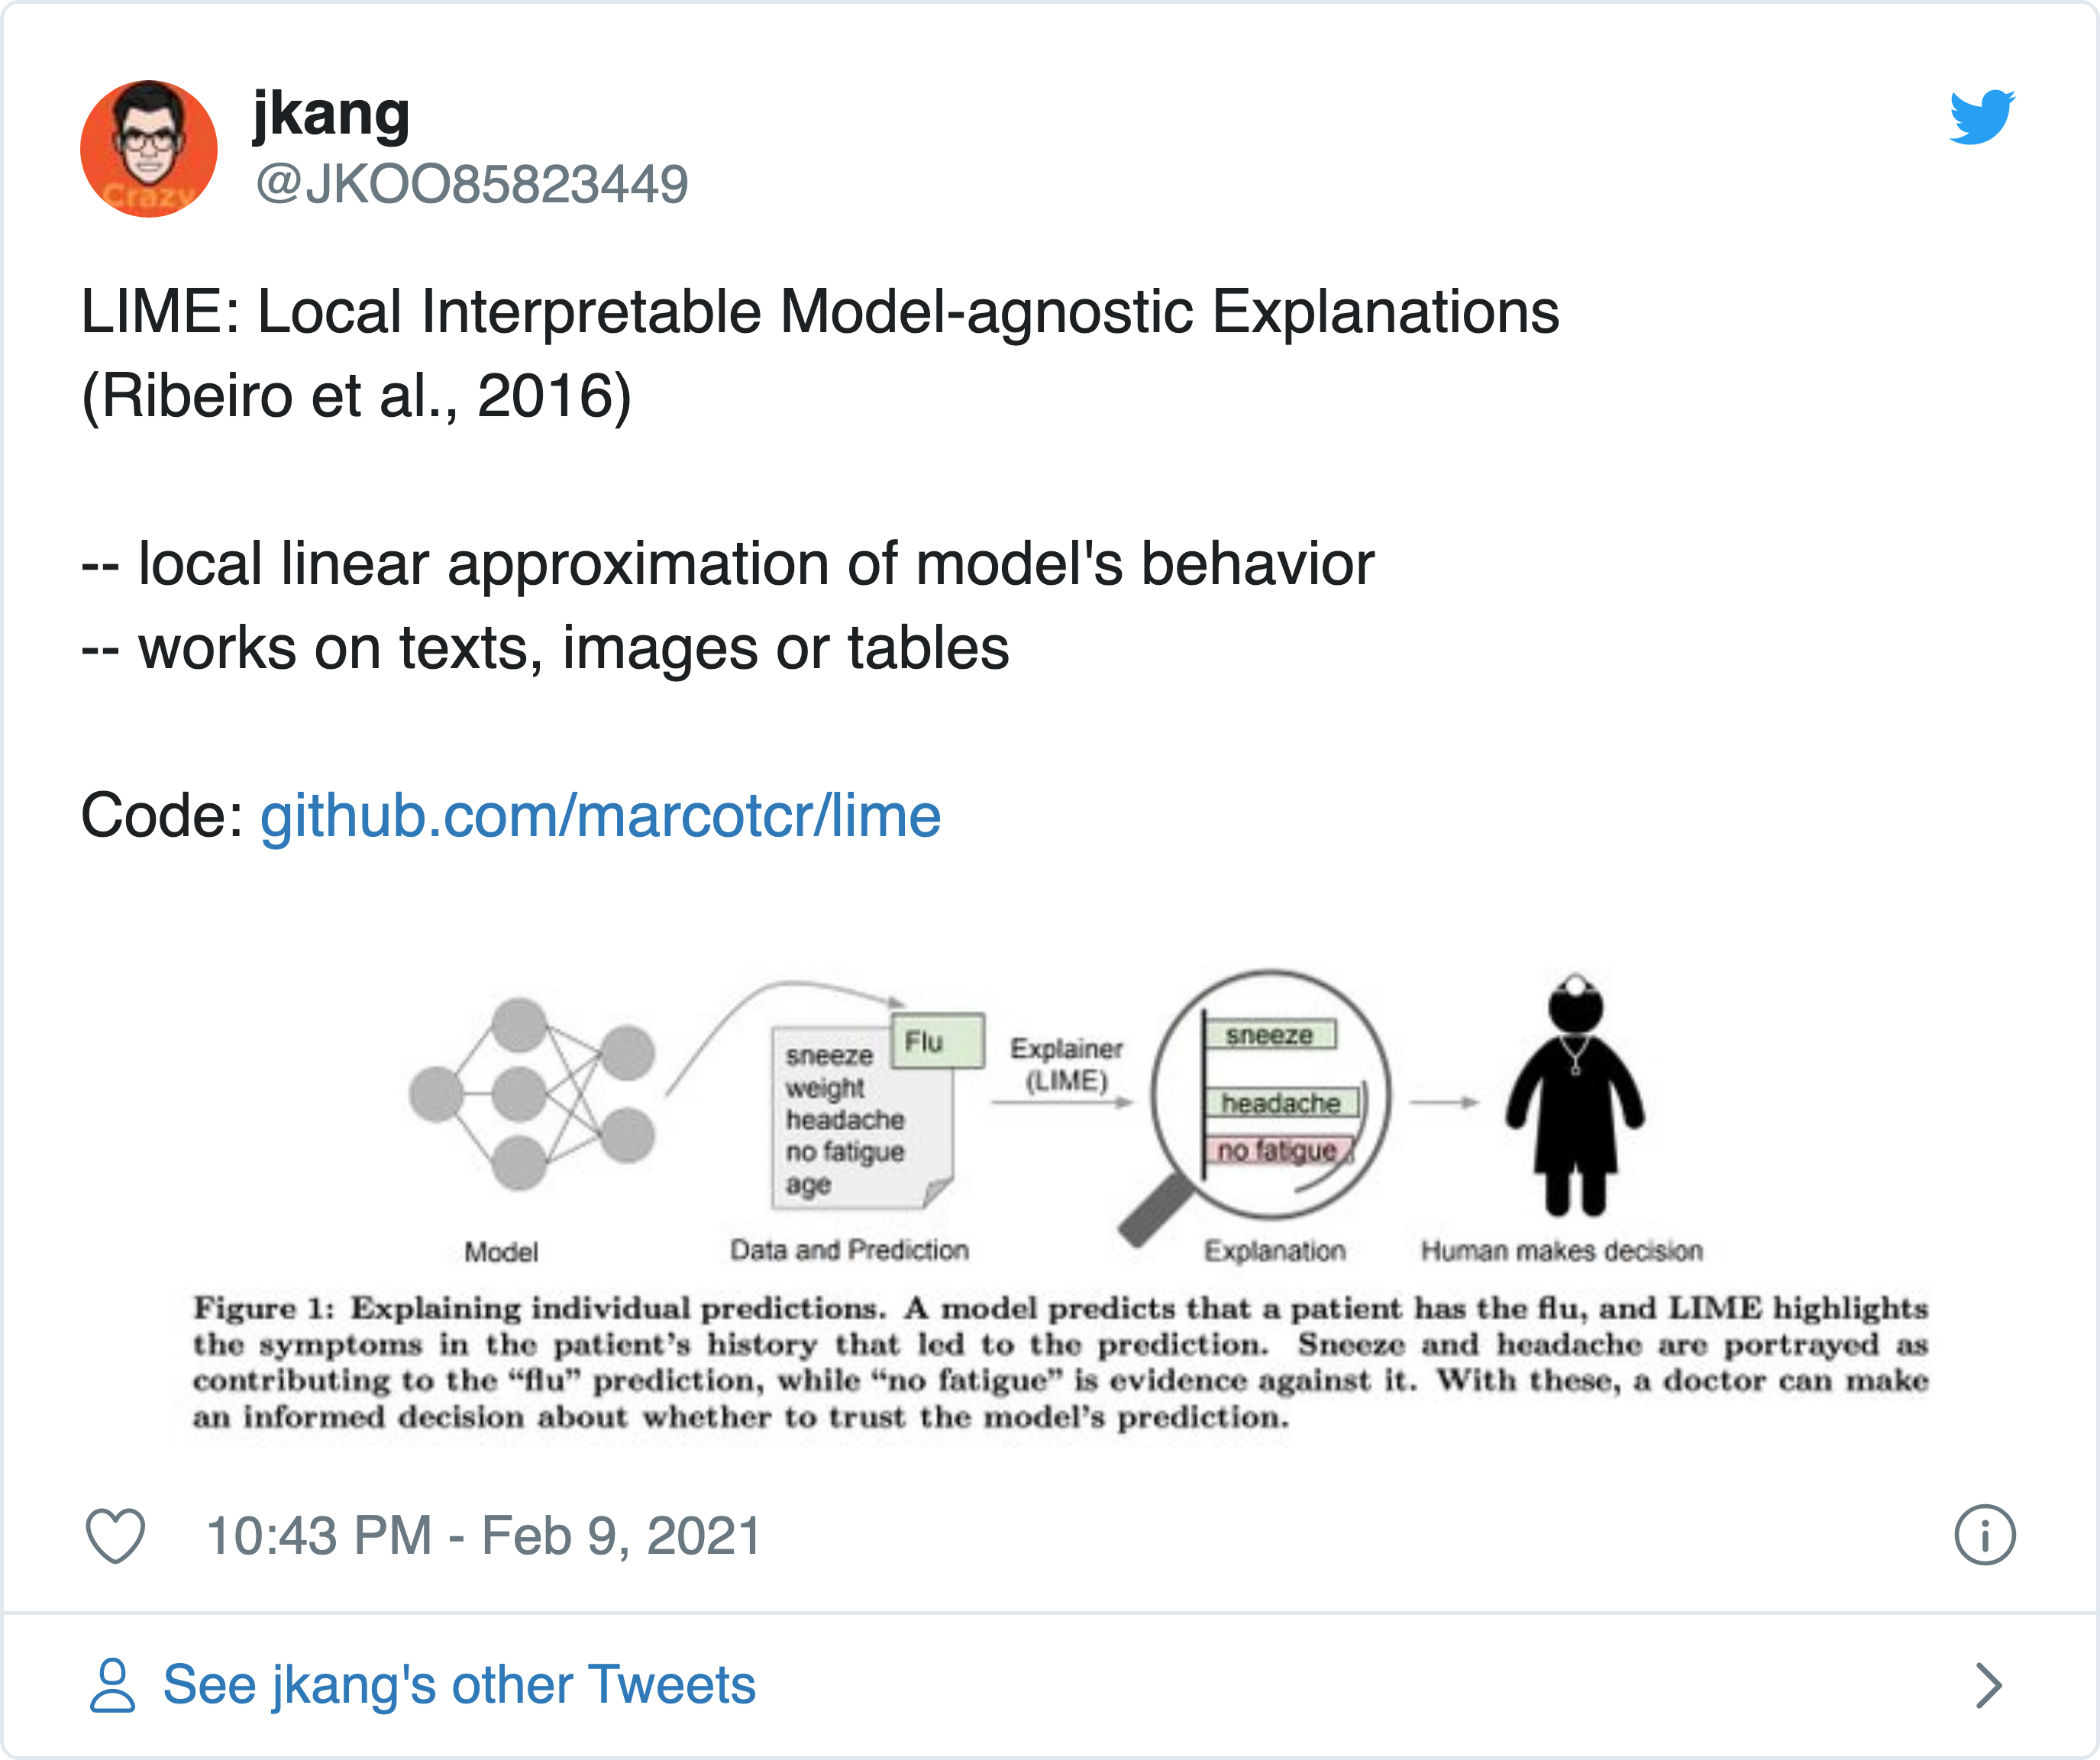 jkang
@JKOO85823449
Crazy
LIME: Local Interpretable Model-agnostic Explanations
(Ribeiro et al., 2016)
-- local linear approximation of model's behavior
-- works on texts, images or tables
Code: github.com/marcotcr/lime
Flu
sneeze
weight
headache
no fatigue
age
Explainer
(LIME)
sneeze
headache
no fatigue
Model
Data and Prediction
Explanation
Human makes decision
Figure 1: Explaining individual predictions. A model predicts that a patient has the flu, and LIME highlights
the symptoms in the patient's history that led to the prediction. Sneeze and headache are portrayed as
contributing to the “flu” prediction, while “no fatigue” is evidence against it. With these, a doctor can make
an informed decision about whether to trust the model's prediction.
10:43 PM - Feb 9, 2021
See jkang's other Tweets